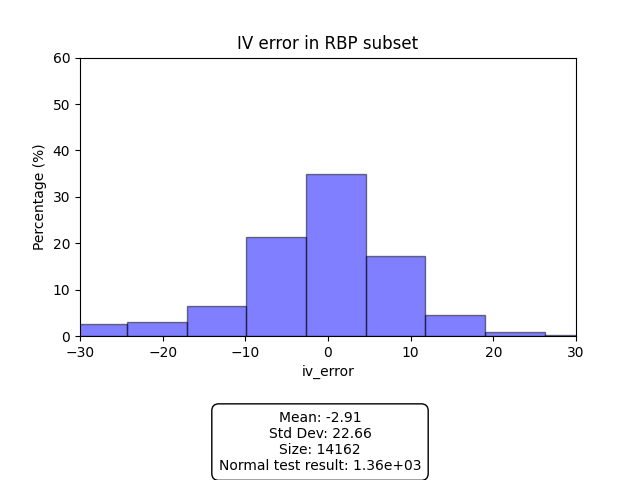 IV error in RBP subset
60
50
40
30
20
10
0
Percentage (%)
−30
−20
−10
0
10
20
30
iv_error
Mean: -2.91
Std Dev: 22.66
Size: 14162
Normal test result: 1.36e+03